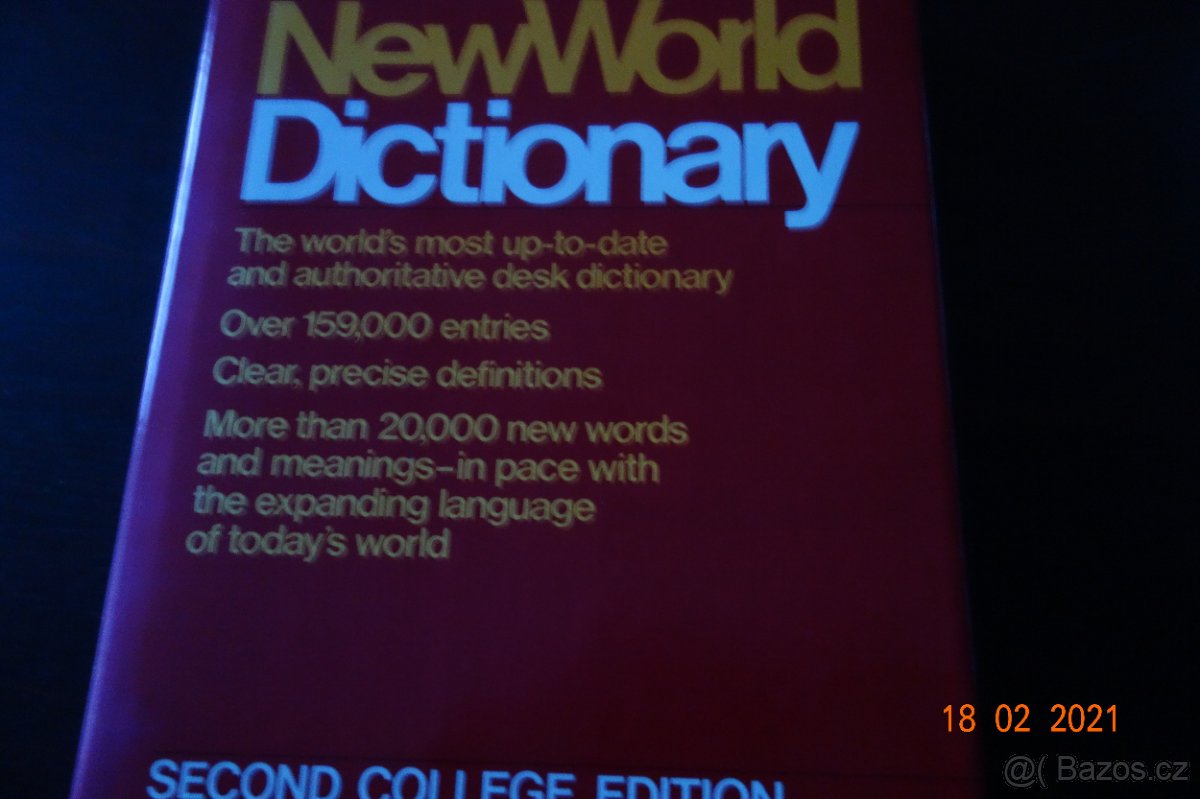 NewWorld
Dictionary
The world's most up-to-date
and authoritative desk dictionary
Over 159,000 entries
Clear, precise definitions
More than 20,000 new words
and meanings–in pace with
the expanding language
of today's world
SECOND COLLEGE EDITION
18 02 2021
@( Bazos.cz